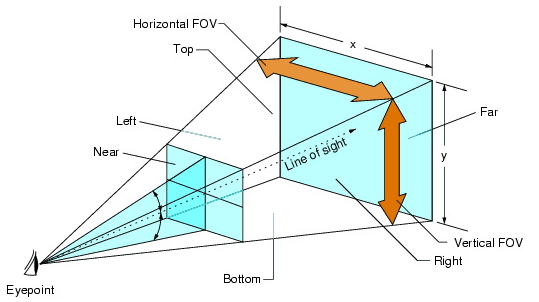 Horizontal FOV
x
Top
Left
Far
Near
Line of sight
y
Vertical FOV
Right
Bottom
Eyepoint